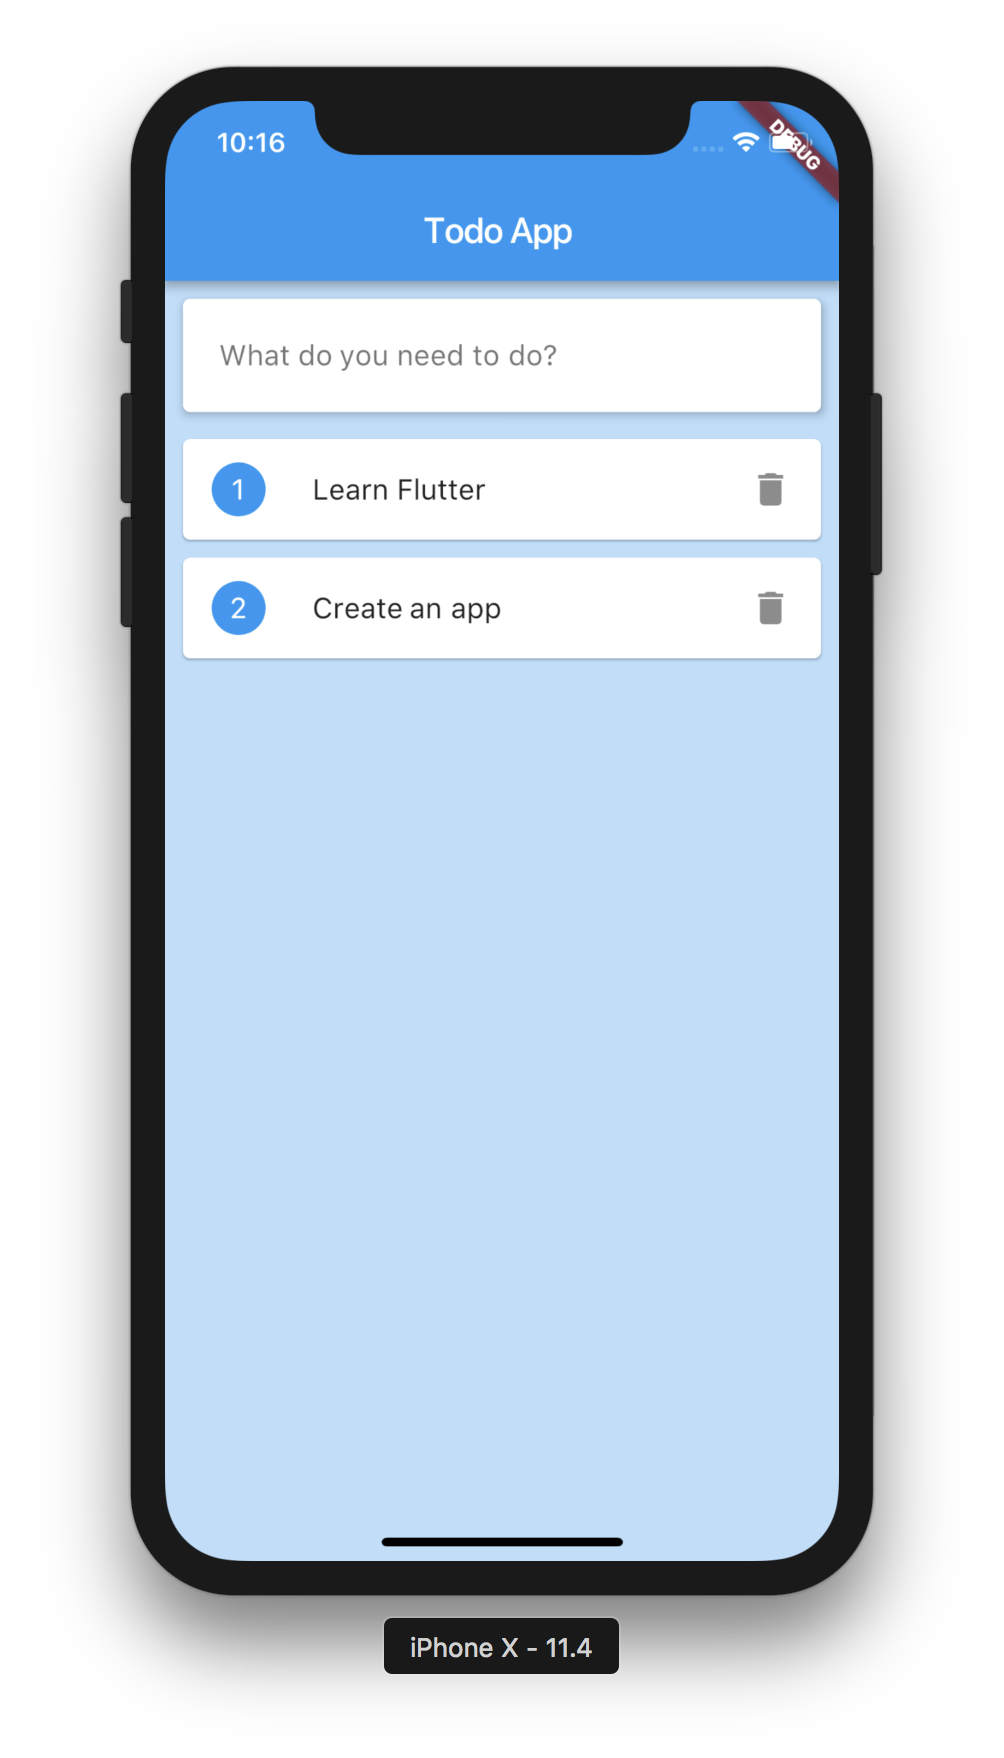 10:16
DEBUG
Todo App
What do you need to do?
1 Learn Flutter
2 Create an app
iPhone X - 11.4